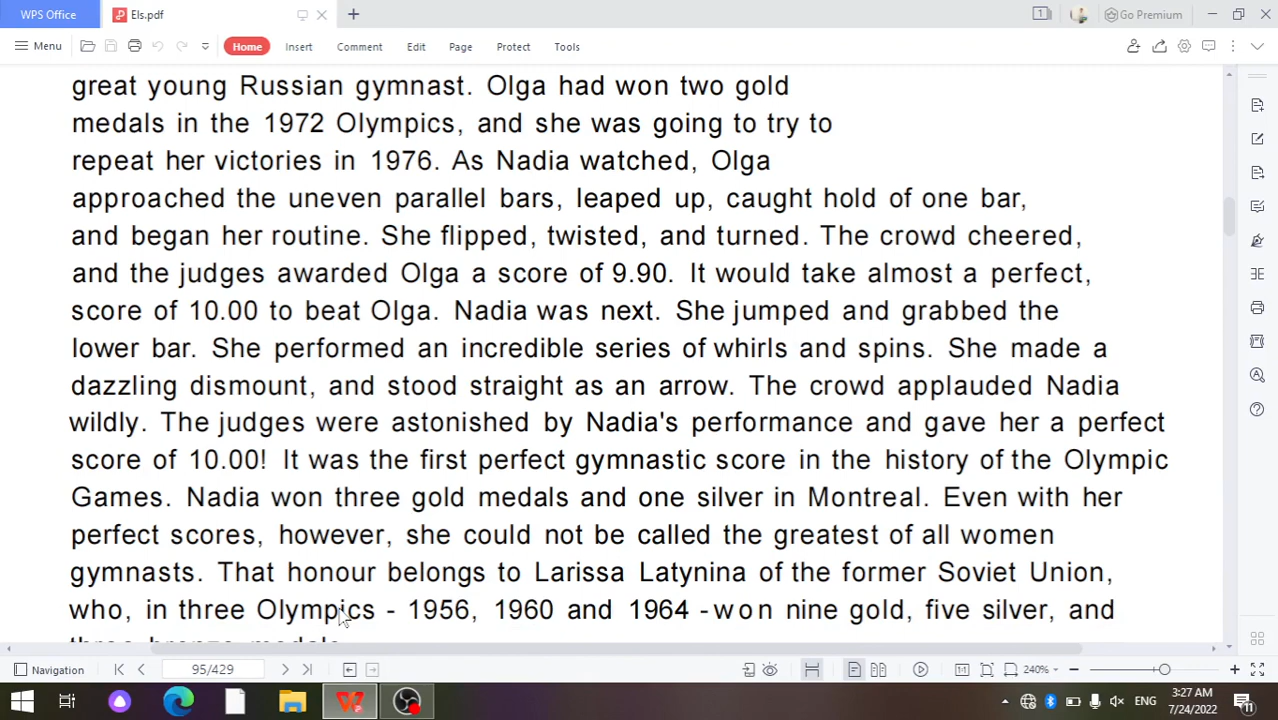 WPS Office
Els.pdf
1
Go Premium
Menu
Home
Insert
Comment
Edit
Page
Protect
Tools
great young Russian gymnast. Olga had won two gold
medals in the 1972 Olympics, and she was going to try to
repeat her victories in 1976. As Nadia watched, Olga
approached the uneven parallel bars, leaped up, caught hold of one bar,
and began her routine. She flipped, twisted, and turned. The crowd cheered,
and the judges awarded Olga a score of 9.90. It would take almost a perfect,
score of 10.00 to beat Olga. Nadia was next. She jumped and grabbed the
lower bar. She performed an incredible series of whirls and spins. She made a
dazzling dismount, and stood straight as an arrow. The crowd applauded Nadia
wildly. The judges were astonished by Nadia's performance and gave her a perfect
score of 10.00! It was the first perfect gymnastic score in the history of the Olympic
Games. Nadia won three gold medals and one silver in Montreal. Even with her
perfect scores, however, she could not be called the greatest of all women
gymnasts. That honour belongs to Larissa Latynina of the former Soviet Union,
who, in three Olympics - 1956, 1960 and 1964 -won nine gold, five silver, and
three bronze medals
Navigation
95/429
240%
ENG
3:27 AM
7/24/2022
11